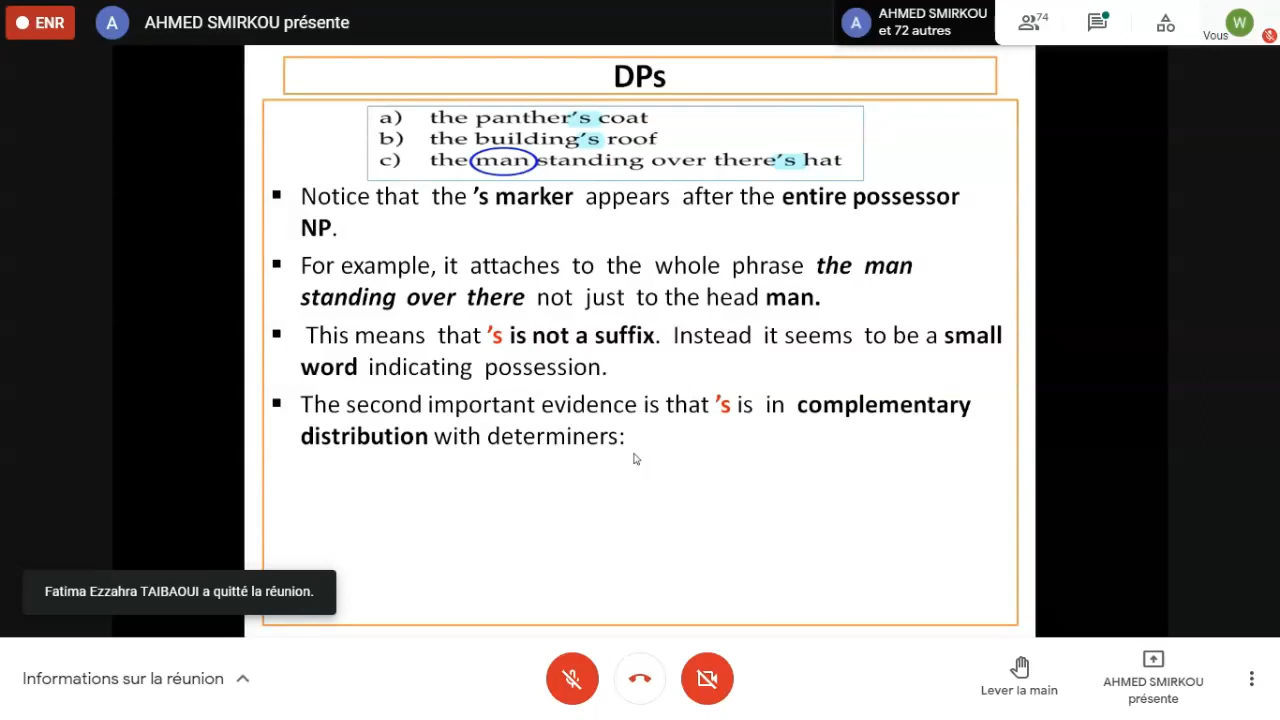 ENR
A
AHMED SMIRKOU présente
A
AHMED SMIRKOU
et 72 autres
74
Vous
W
DPs
a) the panther's coat
b) the building's roof
c) the man standing over there's hat
▪ Notice that the 's marker appears after the entire possessor
NP.
▪ For example, it attaches to the whole phrase the man
standing over there not just to the head man.
▪ This means that 's is not a suffix. Instead it seems to be a small
word indicating possession.
▪ The second important evidence is that 's is in complementary
distribution with determiners:
Fatima Ezzahra TAIBAOUI a quitté la réunion.
Informations sur la réunion
Lever la main
AHMED SMIRKOU
présente